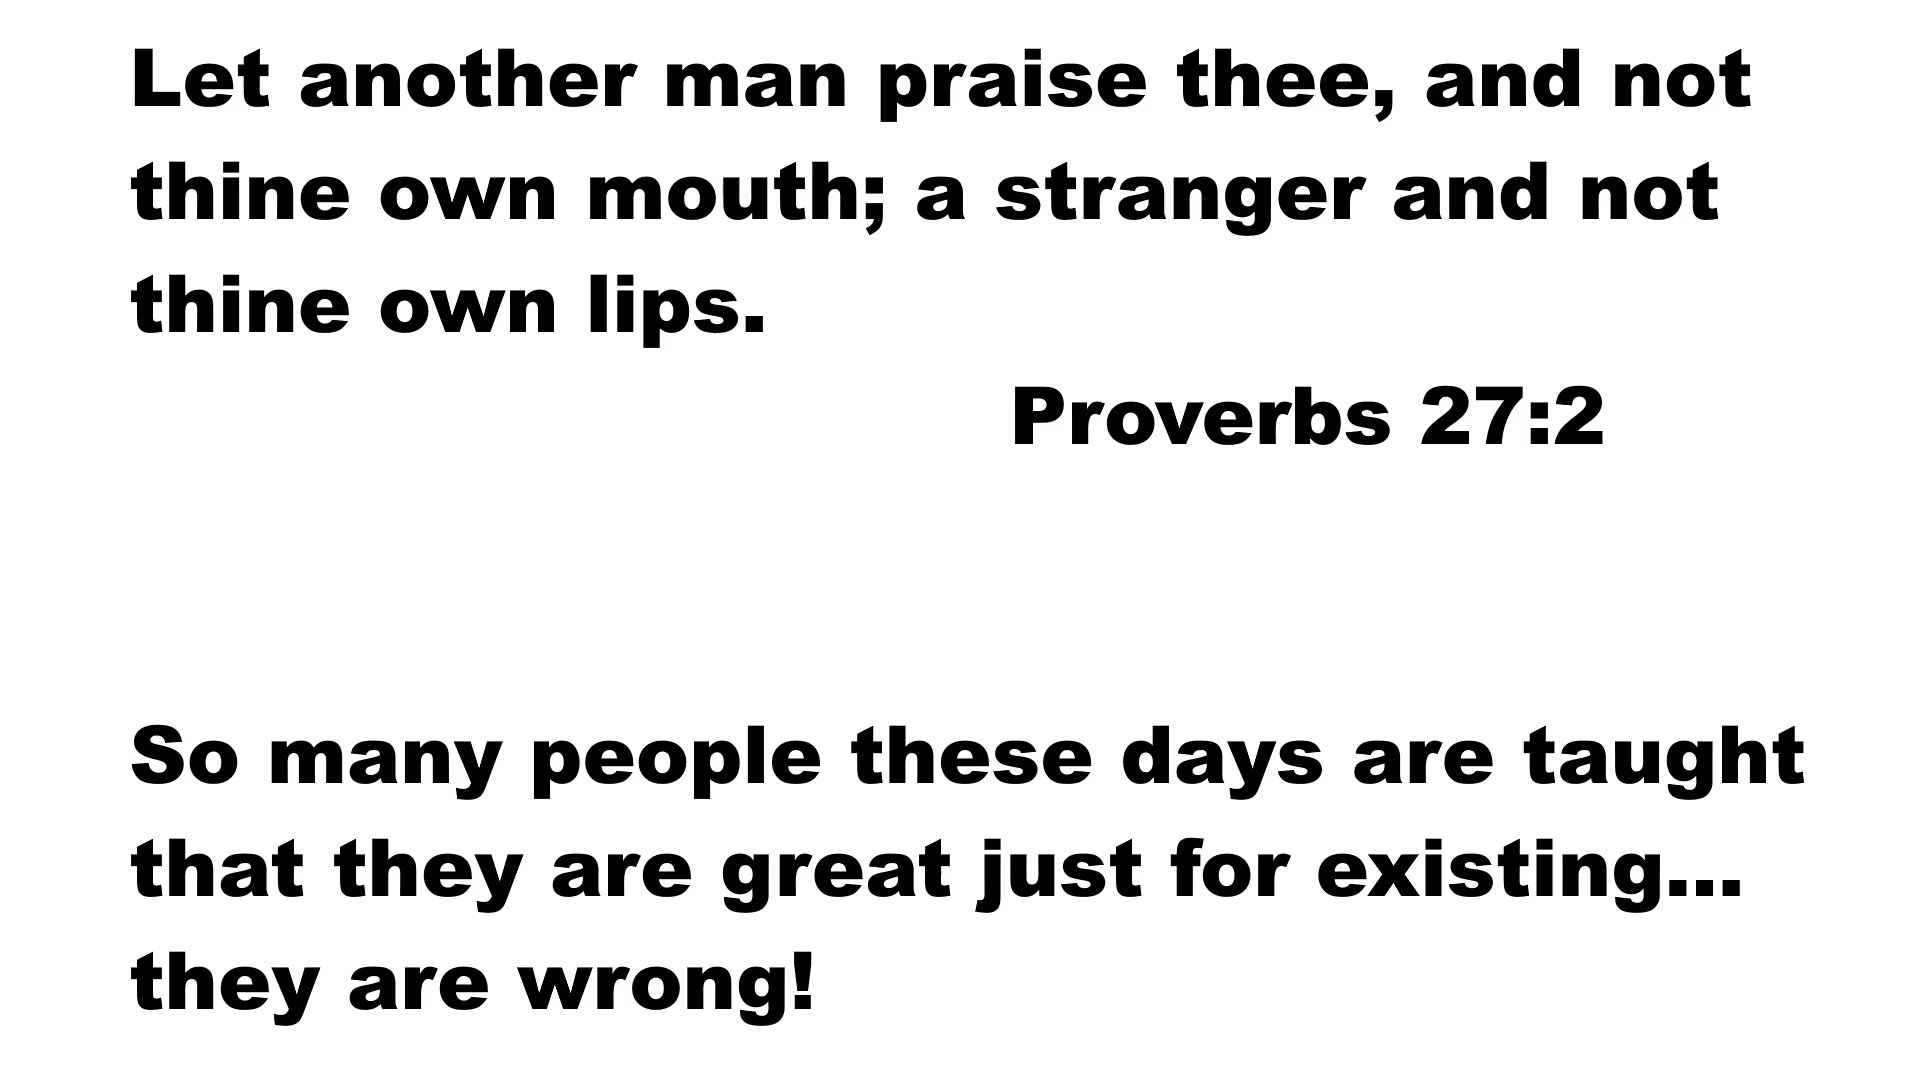 Let another man praise thee, and not
thine own mouth; a stranger and not
thine own lips.
Proverbs 27:2
So many people these days are taught
that they are great just for existing...
they are wrong!